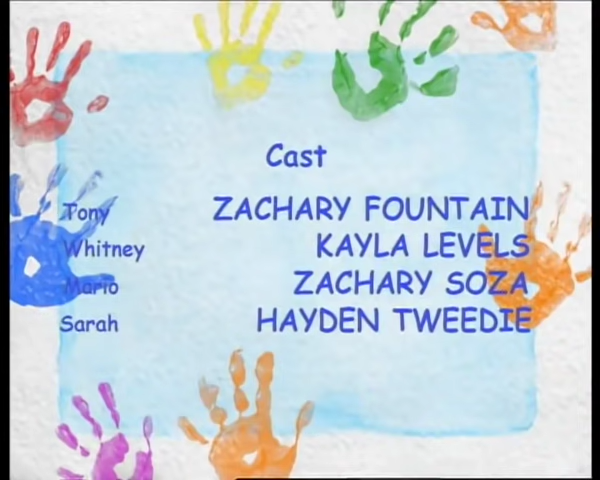 Cast
Tony ZACHARY FOUNTAIN
Whitney KAYLA LEVELS
Mario ZACHARY SOZA
Sarah HAYDEN TWEEDIE